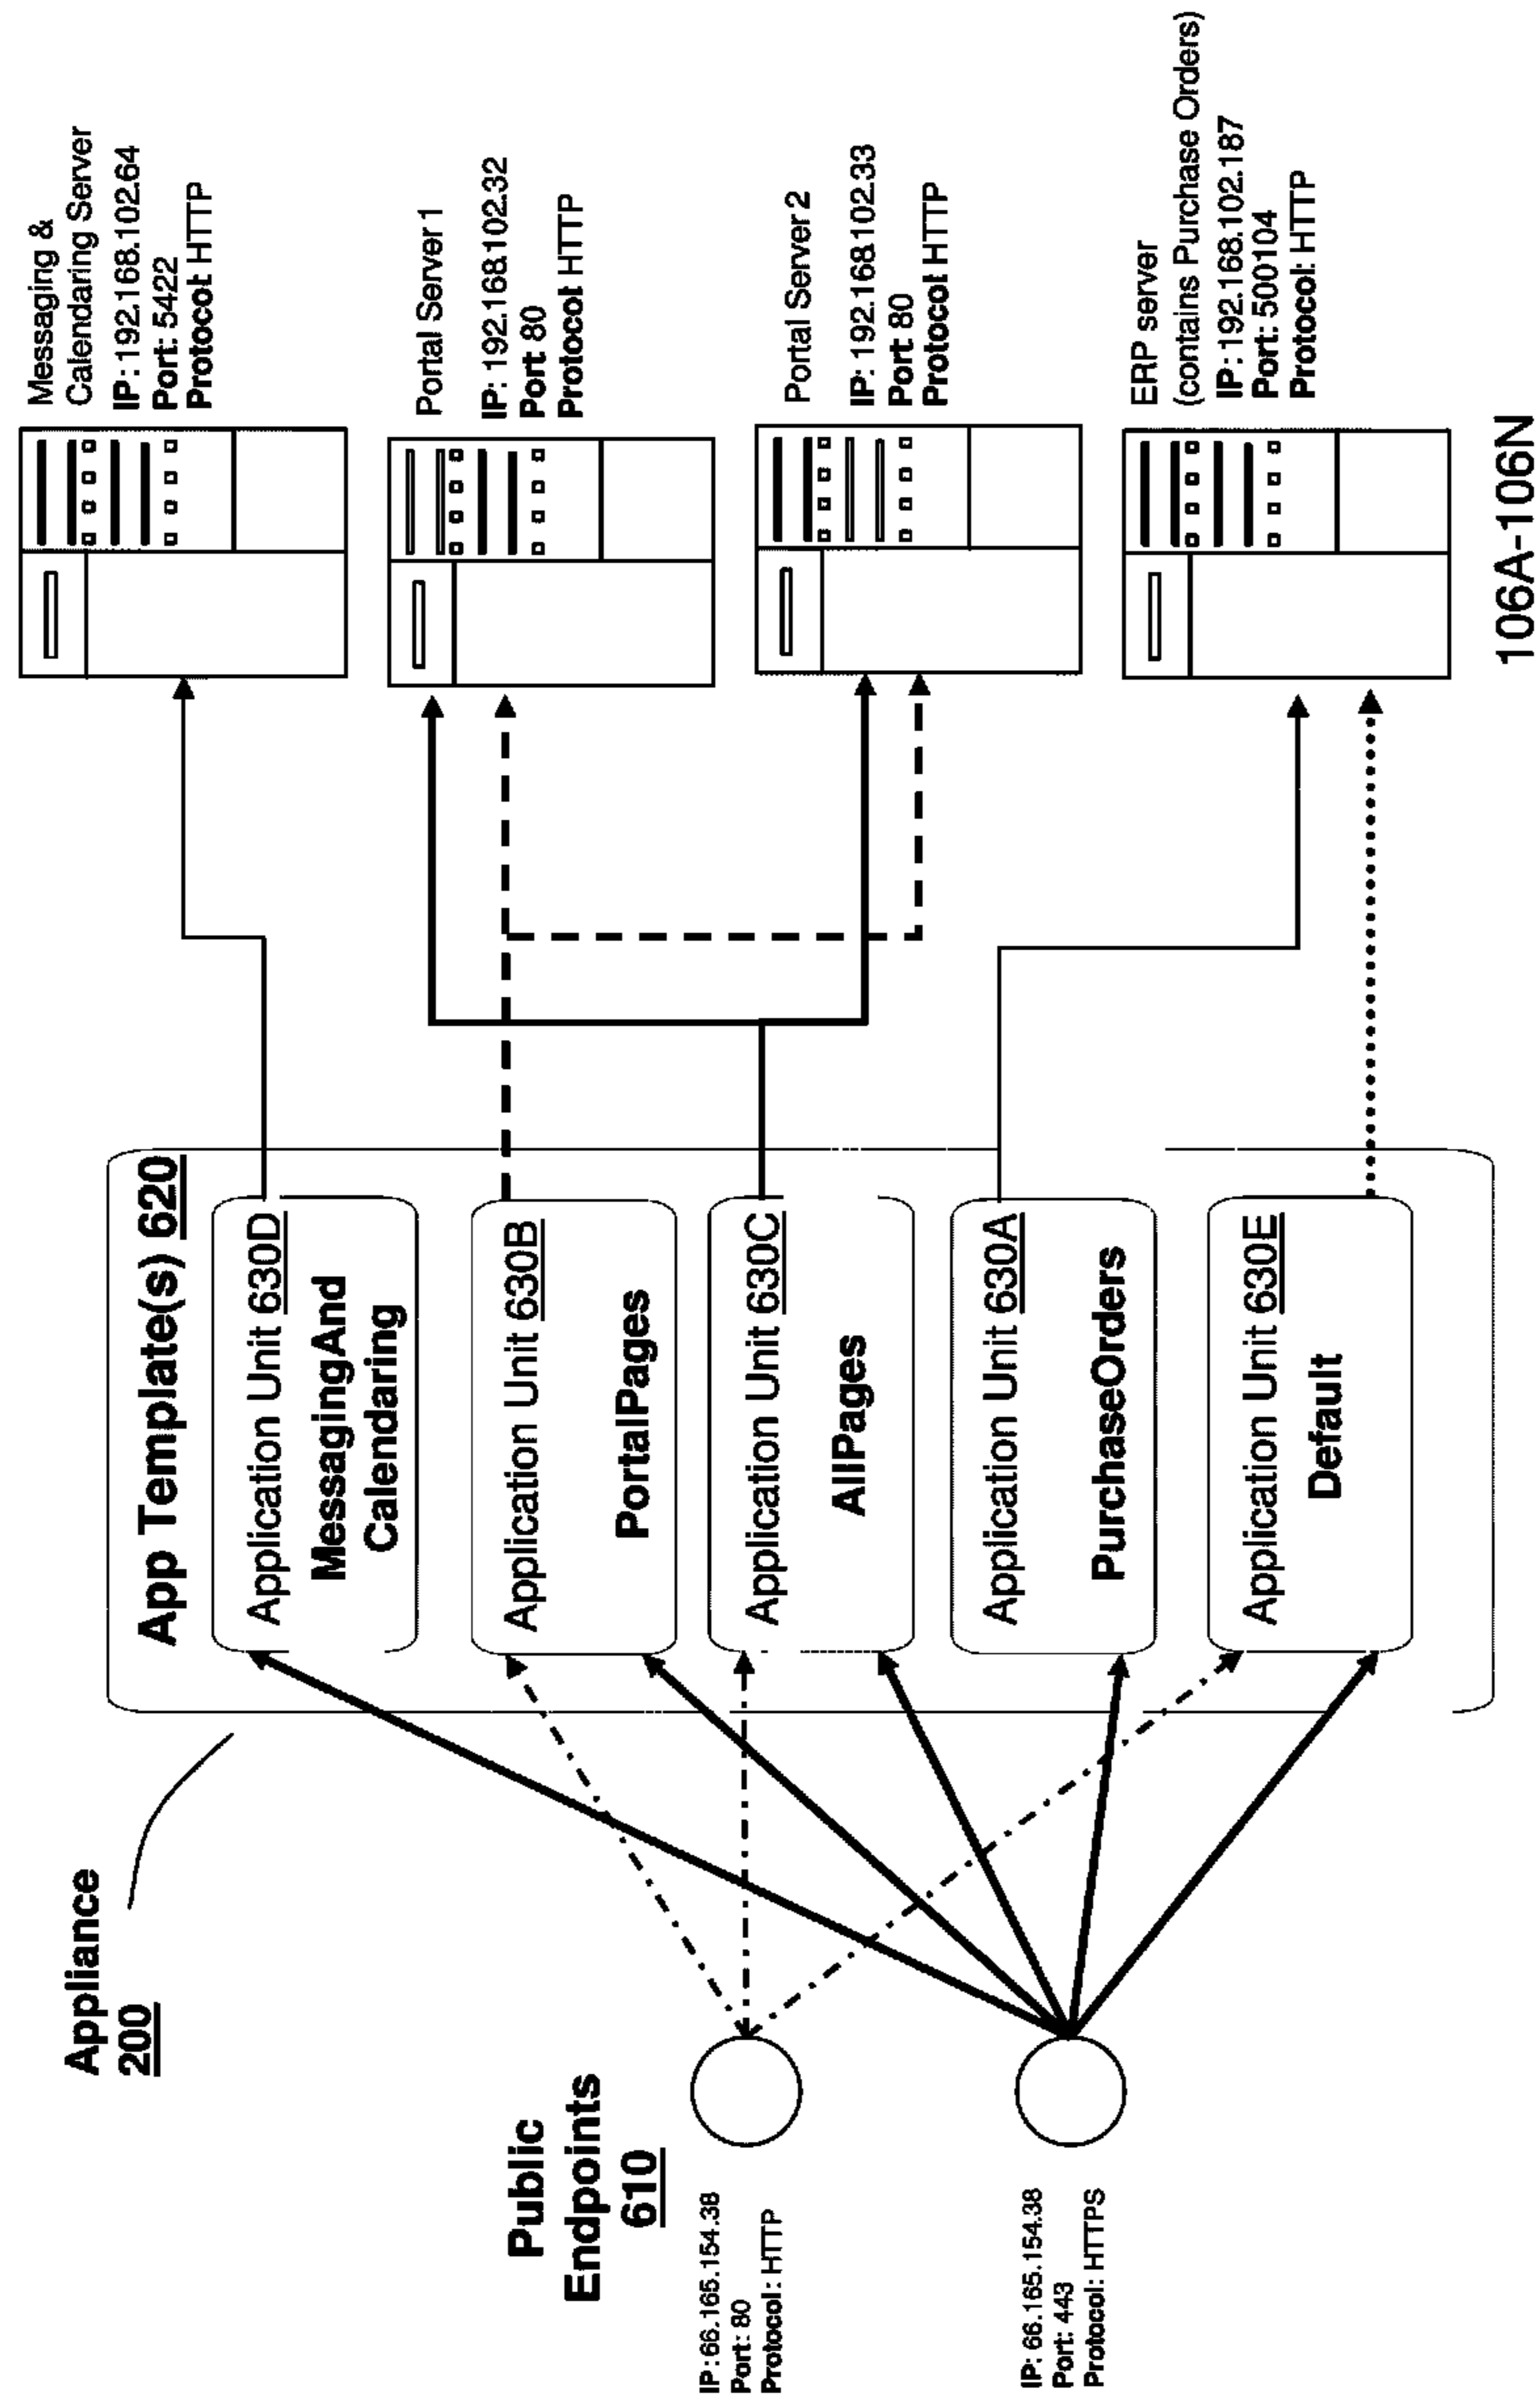 Appliance
200
Public
Endpoints
610
IP: 66.165.154.38
Port: 80
Protocol: HTTP
IP: 66.165.154.38
Port: 443
Protocol: HTTPS
App Template(s) 620
Application Unit 630D
MessagingAnd
Calendaring
Application Unit 630B
PortalPages
Application Unit 630C
AllPages
Application Unit 630A
PurchaseOrders
Application Unit 630E
Default
Messaging &
Calendaring Server
IP: 192.168.102.64
Port: 5422
Protocol: HTTP
Portal Server 1
IP: 192.168.102.32
Port 80
Protocol: HTTP
Portal Server 2
IP: 192.168.102.33
Port 80
Protocol: HTTP
ERP server
(contains Purchase Orders)
IP: 192.168.102.187
Port: 500104
Protocol: HTTP
106A-106N